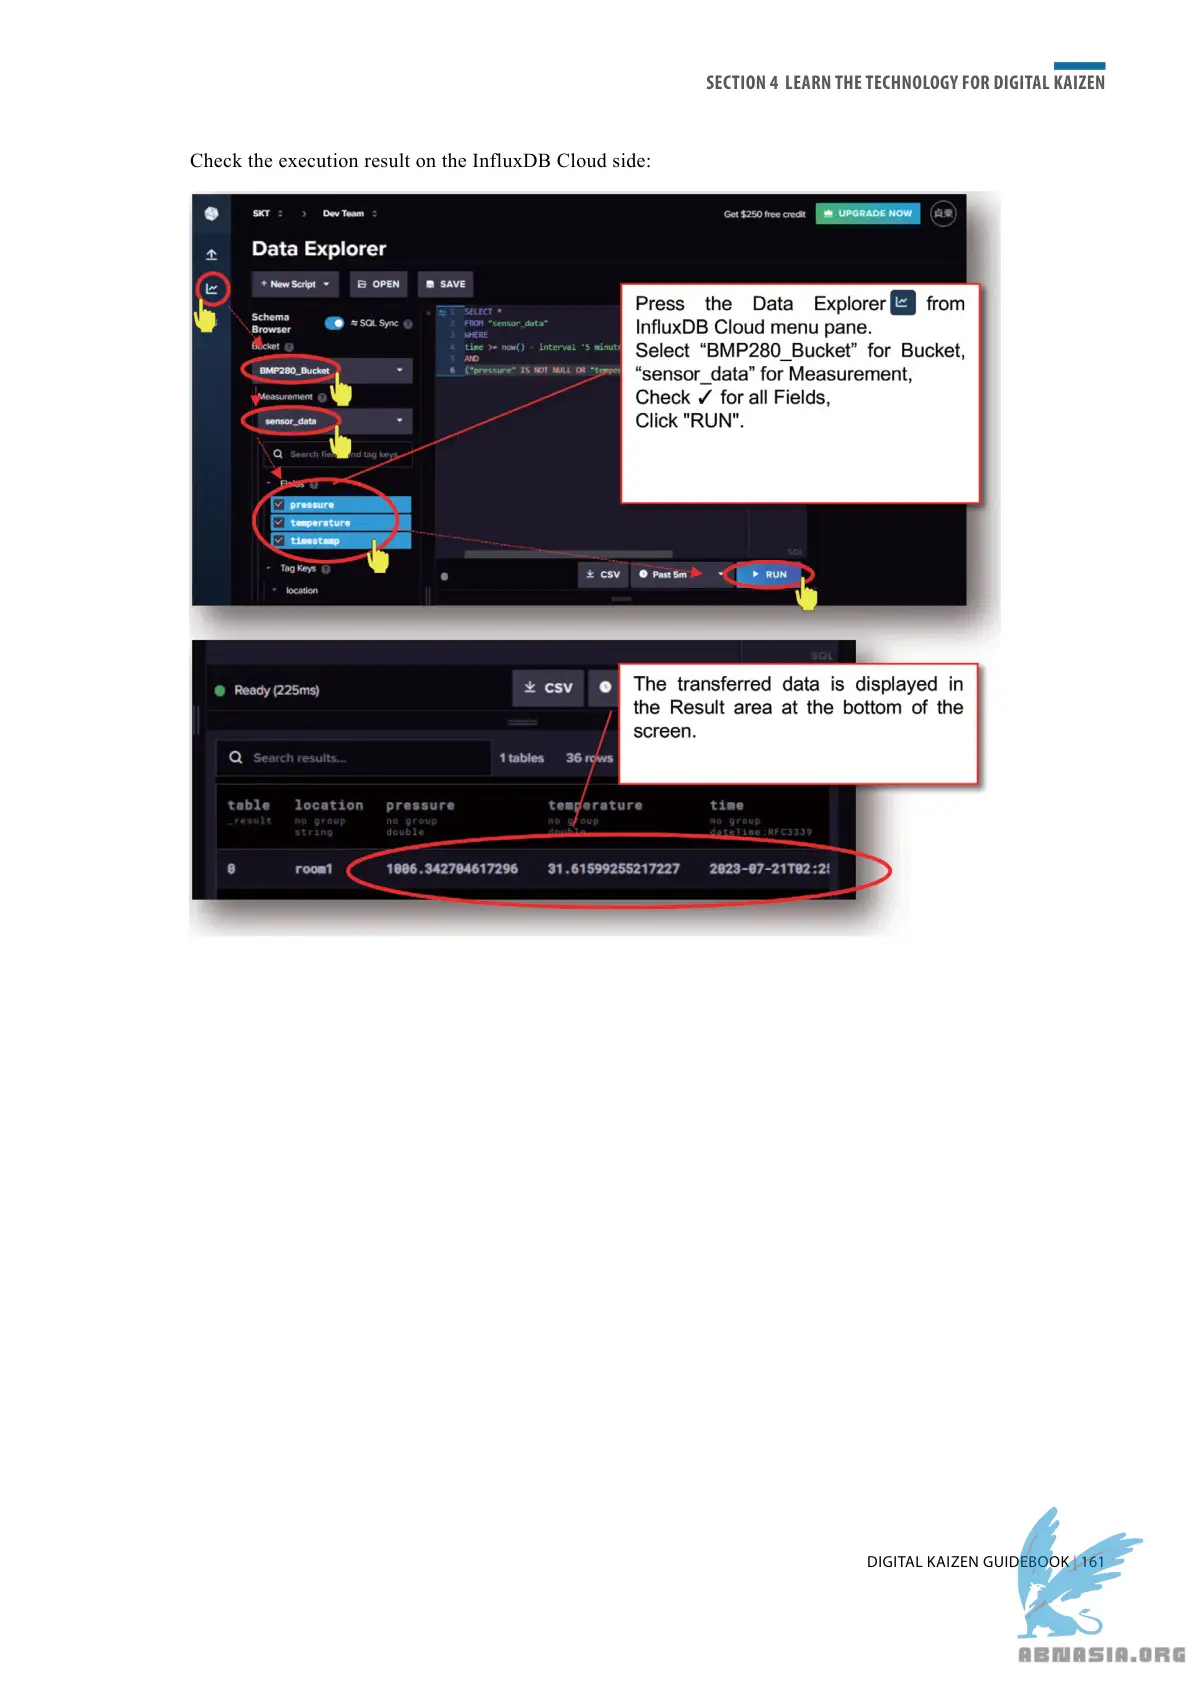 SECTION 4 LEARN THE TECHNOLOGY FOR DIGITAL KAIZEN
Check the execution result on the InfluxDB Cloud side:
SKT > Dev Team
Get $250 free credit
UPGRADE NOW
貞業
Data Explorer
+ New Script
OPEN
SAVE
Schema Browser
SQL Sync
Bucket
BMP280_Bucket
Measurement
sensor_data
Search field and tag keys
Fields
pressure
temperature
timestamp
Tag Keys
location
1 SELECT *
2 FROM "sensor_data"
3 WHERE
4 time >= now() - interval '5 minute
5 AND
6 ("pressure" IS NOT NULL OR "temper
SQL
CSV
Past 5m
RUN
Press the Data Explorer from
InfluxDB Cloud menu pane.
Select “BMP280_Bucket” for Bucket,
“sensor_data” for Measurement,
Check ✓ for all Fields,
Click "RUN".
SQL
Ready (225ms)
CSV
The transferred data is displayed in
the Result area at the bottom of the
screen.
Search results...
1 tables
36 rows
table location pressure temperature time
_result no group no group no group no group
string double double dateTime:RFC3339
0 room1 1006.342704617296 31.61599255217227 2023-07-21T02:25
DIGITAL KAIZEN GUIDEBOOK | 161
ABNASIA.ORG